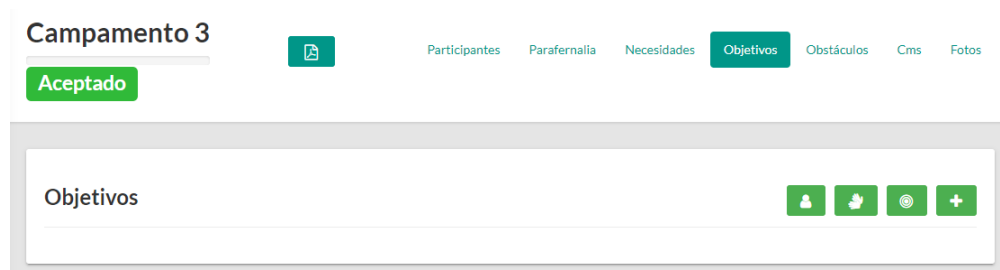 Campamento 3
Aceptado
Participantes Parafernalia Necesidades Objetivos Obstáculos Cms Fotos
Objetivos